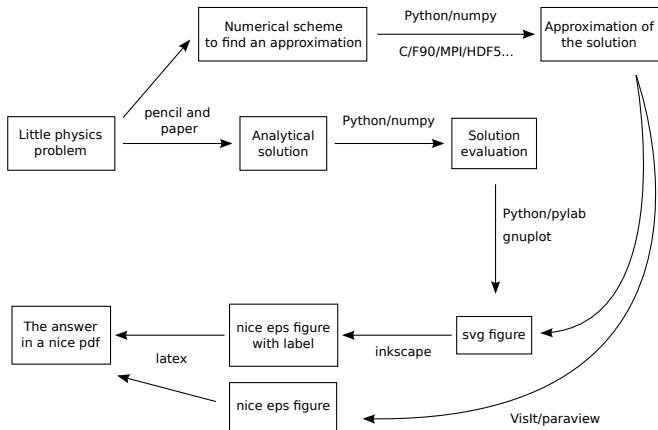 Numerical scheme
to find an approximation
Python/numpy
C/F90/MPI/HDF5...
Approximation of
the solution
Little physics
problem
pencil and
paper
Analytical
solution
Python/numpy
Solution
evaluation
Python/pylab
gnuplot
The answer
in a nice pdf
latex
nice eps figure
with label
inkscape
svg figure
nice eps figure
VisIt/paraview